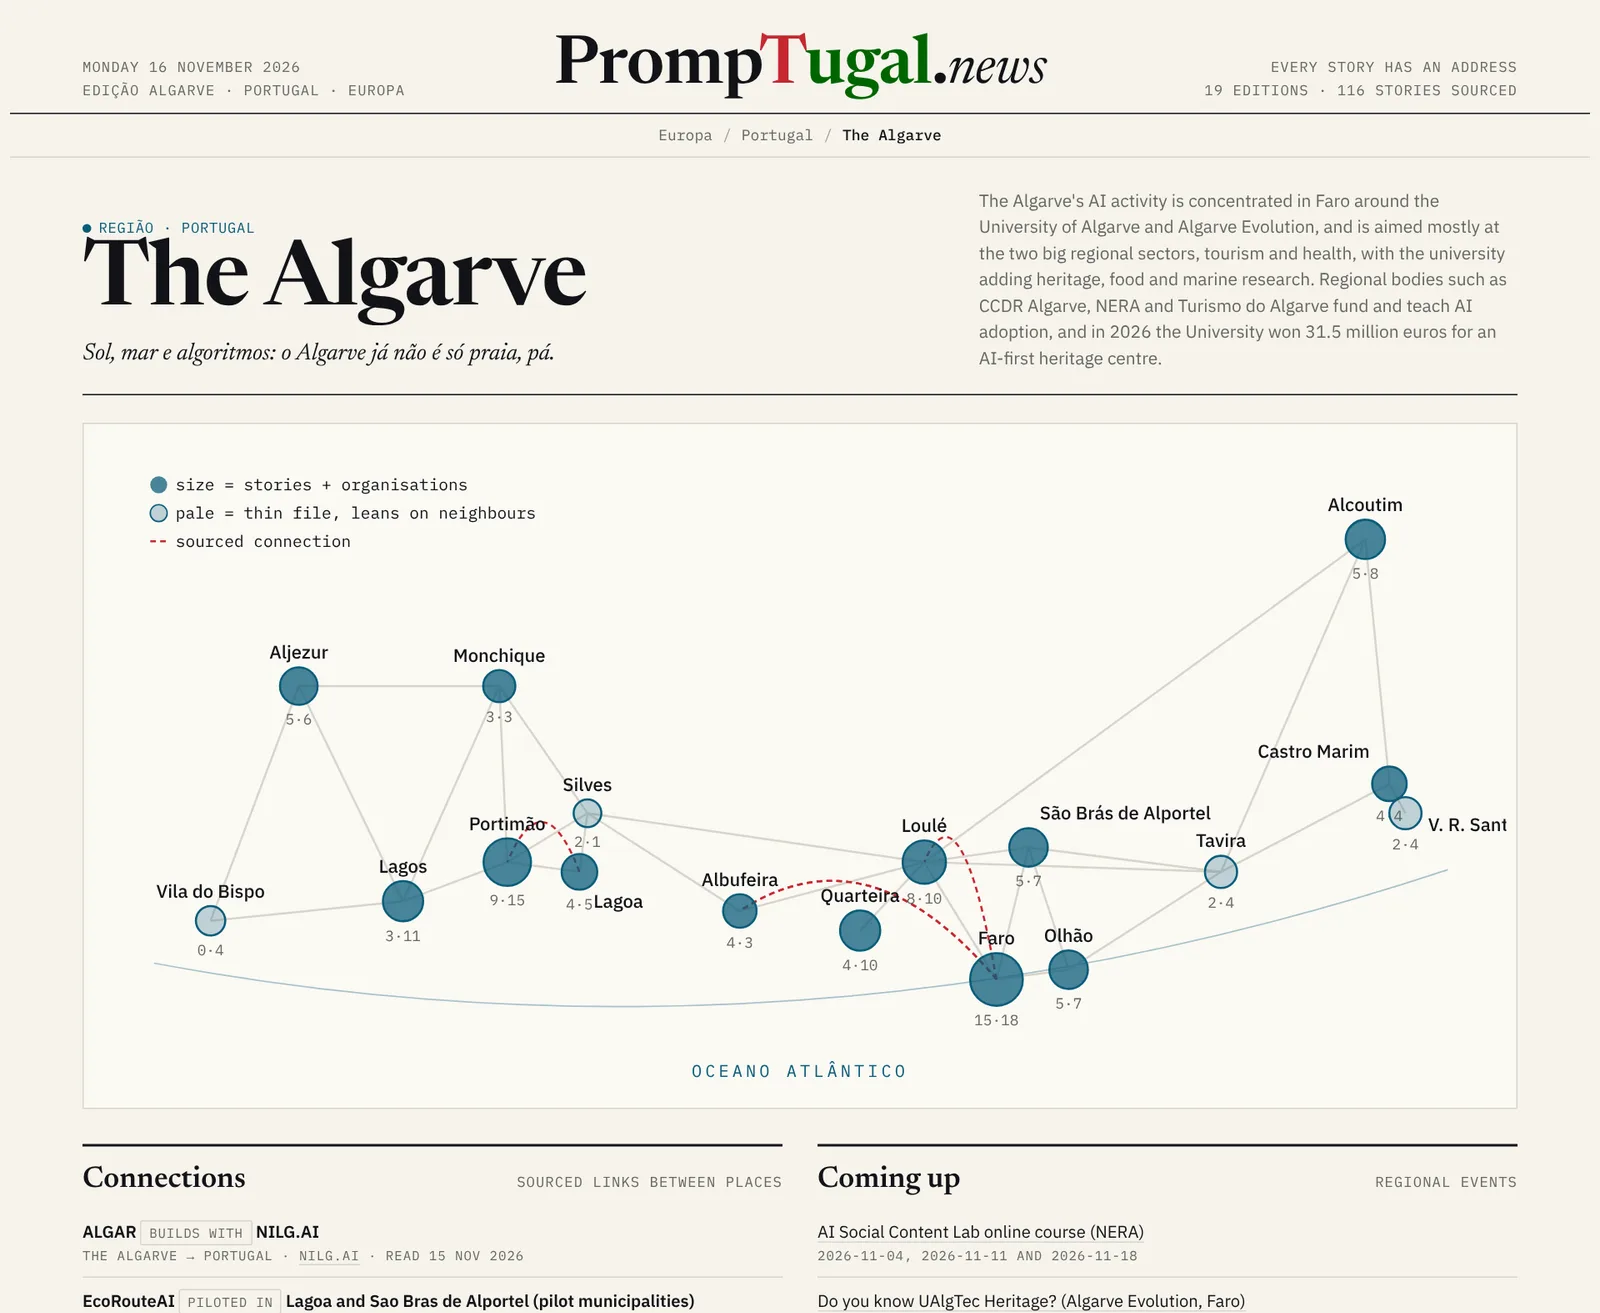 MONDAY 16 NOVEMBER 2026
EDIÇÃO ALGARVE · PORTUGAL · EUROPA
PrompTugal.news
EVERY STORY HAS AN ADDRESS
19 EDITIONS · 116 STORIES SOURCED
Europa / Portugal / The Algarve
REGIÃO · PORTUGAL
The Algarve
Sol, mar e algoritmos: o Algarve já não é só praia, pá.
The Algarve's AI activity is concentrated in Faro around the
University of Algarve and Algarve Evolution, and is aimed mostly at
the two big regional sectors, tourism and health, with the university
adding heritage, food and marine research. Regional bodies such as
CCDR Algarve, NERA and Turismo do Algarve fund and teach AI
adoption, and in 2026 the University won 31.5 million euros for an
AI-first heritage centre.
size = stories + organisations
pale = thin file, leans on neighbours
sourced connection
Alcoutim
5·8
Aljezur
5·6
Monchique
3·3
Castro Marim
4·4
V. R. Sant
2·4
Silves
2·1
Portimão
9·15
Lagoa
4·5
Lagos
3·11
Vila do Bispo
0·4
Albufeira
4·3
Quarteira
4·10
Loulé
8·10
São Brás de Alportel
5·7
Tavira
2·4
Faro
15·18
Olhão
5·7
OCEANO ATLÂNTICO
Connections
SOURCED LINKS BETWEEN PLACES
ALGAR BUILDS WITH NILG.AI
THE ALGARVE → PORTUGAL · NILG.AI · READ 15 NOV 2026
EcoRouteAI PILOTED IN Lagoa and Sao Bras de Alportel (pilot municipalities)
Coming up
REGIONAL EVENTS
AI Social Content Lab online course (NERA)
2026-11-04, 2026-11-11 AND 2026-11-18
Do you know UAlgTec Heritage? (Algarve Evolution, Faro)